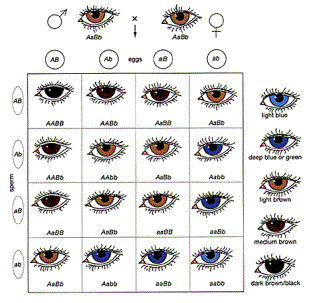 ♂ AaBb × AaBb ♀
AB Ab eggs aB ab
AB
AABB AABb AaBB AaBb
light blue
Ab
AABb AAbb AaBb Aabb
deep blue or green
sperm
light brown
aB
AaBB AaBb aaBB aaBb
medium brown
ab
AaBb Aabb aaBb aabb
dark brown/black